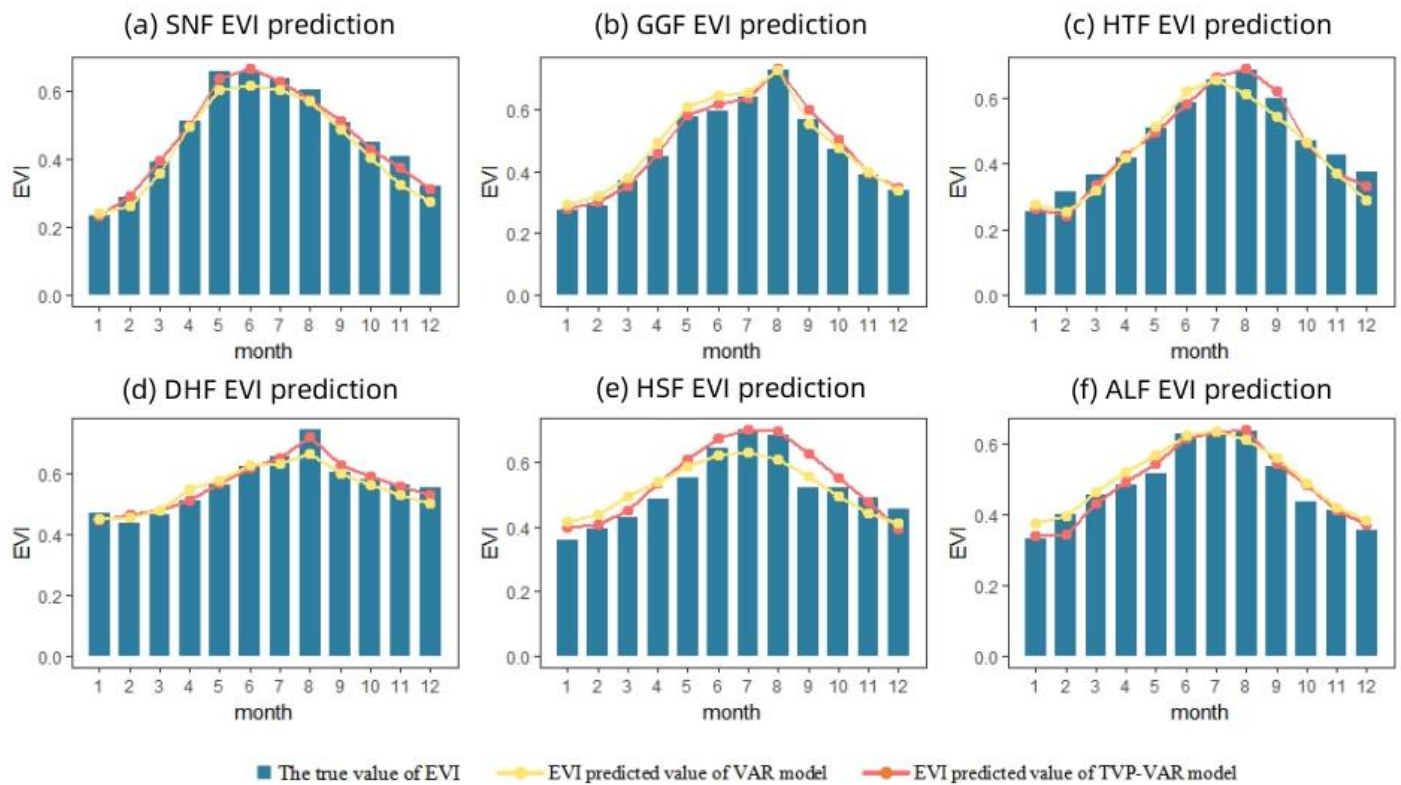 (a) SNF EVI prediction
(b) GGF EVI prediction
(c) HTF EVI prediction
EVI
0.6
0.4
0.2
0.0
1 2 3 4 5 6 7 8 9 10 11 12
month
EVI
0.6
0.4
0.2
0.0
1 2 3 4 5 6 7 8 9 10 11 12
month
EVI
0.6
0.4
0.2
0.0
1 2 3 4 5 6 7 8 9 10 11 12
month
(d) DHF EVI prediction
(e) HSF EVI prediction
(f) ALF EVI prediction
EVI
0.6
0.4
0.2
0.0
1 2 3 4 5 6 7 8 9 10 11 12
month
EVI
0.6
0.4
0.2
0.0
1 2 3 4 5 6 7 8 9 10 11 12
month
EVI
0.6
0.4
0.2
0.0
1 2 3 4 5 6 7 8 9 10 11 12
month
The true value of EVI
EVI predicted value of VAR model
EVI predicted value of TVP-VAR model